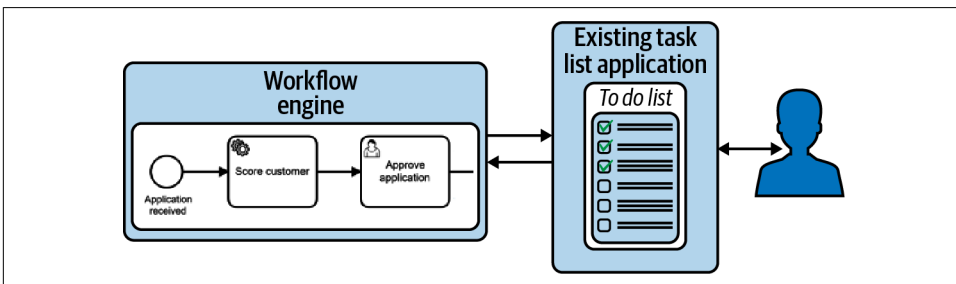 Workflow
engine
Application
received
Score customer
Approve
application
Existing task
list application
To do list